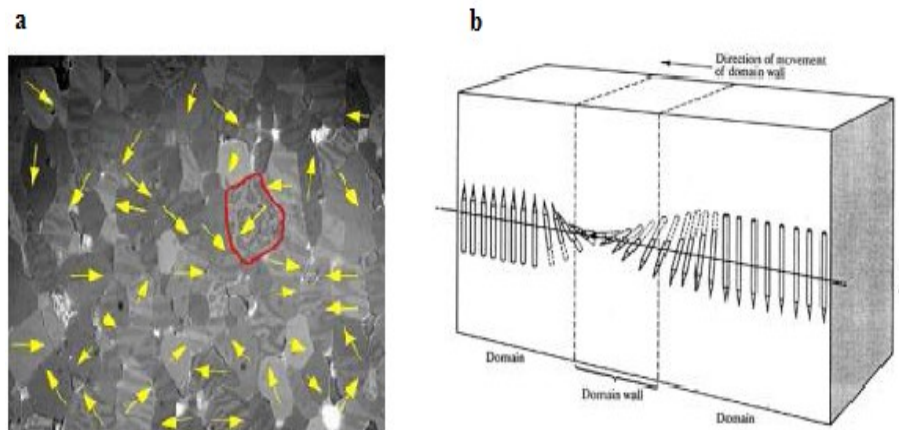 a
b
Direction of movement
of domain wall
Domain
Domain wall
Domain